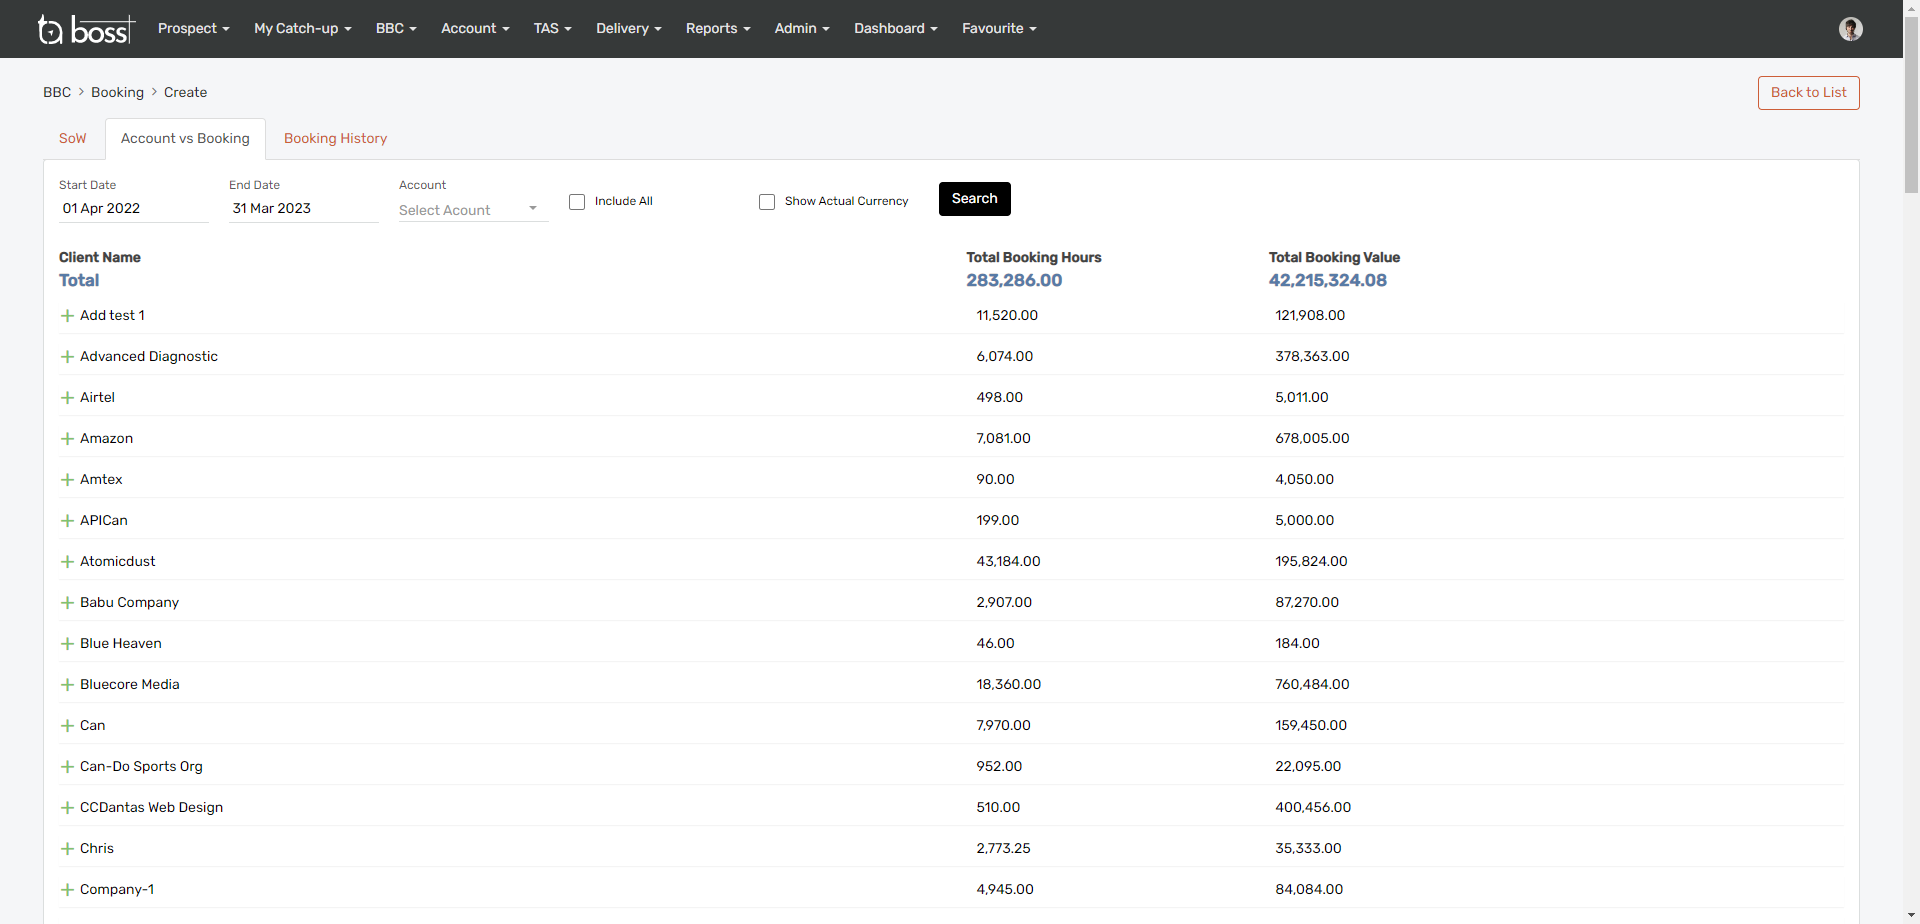 ta boss
Prospect My Catch-up BBC Account TAS Delivery Reports Admin Dashboard Favourite
BBC > Booking > Create
Back to List
SoW Account vs Booking Booking History
Start Date End Date Account
01 Apr 2022 31 Mar 2023 Select Acount Include All Show Actual Currency Search
Client Name Total Booking Hours Total Booking Value
Total 283,286.00 42,215,324.08
+ Add test 1 11,520.00 121,908.00
+ Advanced Diagnostic 6,074.00 378,363.00
+ Airtel 498.00 5,011.00
+ Amazon 7,081.00 678,005.00
+ Amtex 90.00 4,050.00
+ APICan 199.00 5,000.00
+ Atomicdust 43,184.00 195,824.00
+ Babu Company 2,907.00 87,270.00
+ Blue Heaven 46.00 184.00
+ Bluecore Media 18,360.00 760,484.00
+ Can 7,970.00 159,450.00
+ Can-Do Sports Org 952.00 22,095.00
+ CCDantas Web Design 510.00 400,456.00
+ Chris 2,773.25 35,333.00
+ Company-1 4,945.00 84,084.00